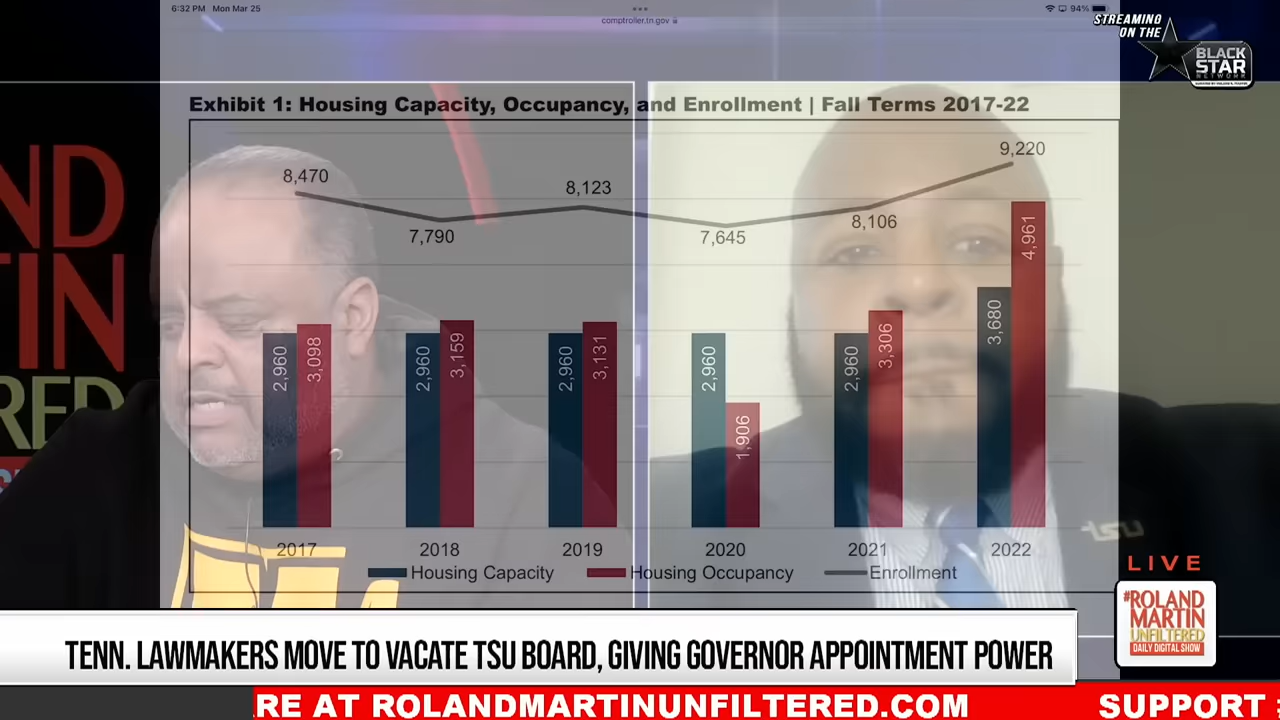 6:32 PM Mon Mar 25
comptroller.tn.gov
94%
STREAMING
ON THE
BLACK
STAR
NETWORK
Exhibit 1: Housing Capacity, Occupancy, and Enrollment | Fall Terms 2017-22
8,470
7,790
8,123
7,645
8,106
9,220
2,960
3,098
2,960
3,159
2,960
3,131
2,960
1,906
2,960
3,306
3,680
4,961
2017
2018
2019
2020
2021
2022
Housing Capacity
Housing Occupancy
Enrollment
ND
TIN
RED
tsu
LIVE
#ROLAND
MARTIN
UNFILTERED
DAILY DIGITAL SHOW
TENN. LAWMAKERS MOVE TO VACATE TSU BOARD, GIVING GOVERNOR APPOINTMENT POWER
RE AT ROLANDMARTINUNFILTERED.COM
SUPPORT